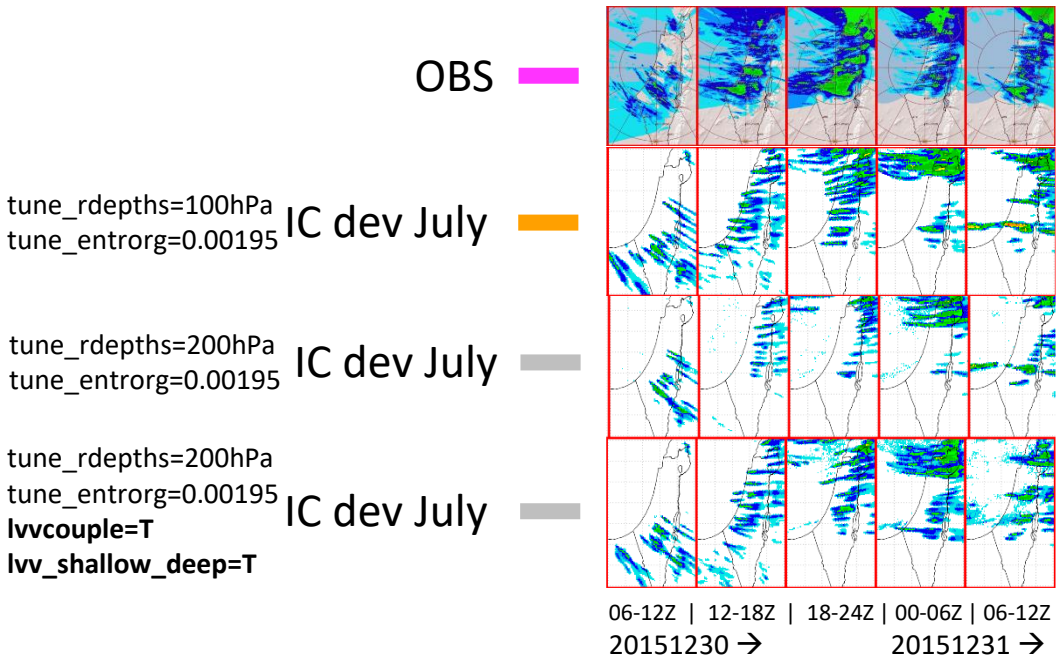 OBS
tune_rdepths=100hPa
tune_entrorg=0.00195
IC dev July
tune_rdepths=200hPa
tune_entrorg=0.00195
IC dev July
tune_rdepths=200hPa
tune_entrorg=0.00195
lvvcouple=T
lvv_shallow_deep=T
IC dev July
06-12Z | 12-18Z | 18-24Z | 00-06Z | 06-12Z
20151230 → 20151231 →